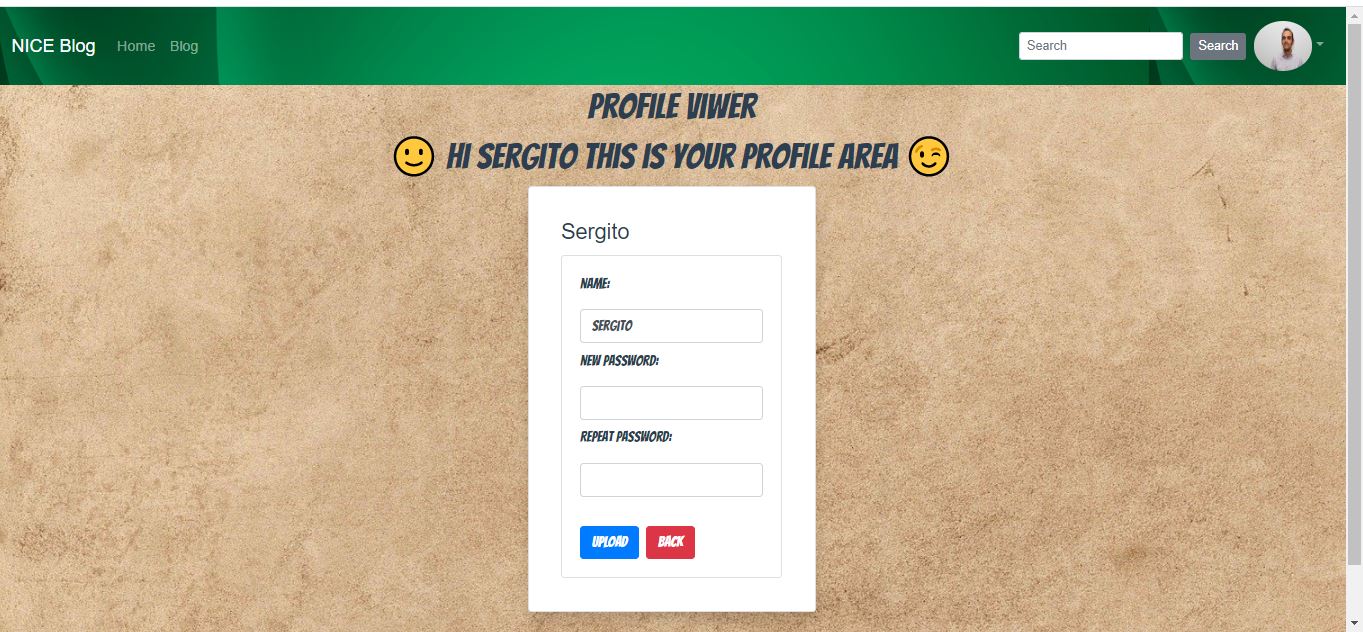 NICE Blog Home Blog Search Search
PROFILE VIWER
HI SERGITO THIS IS YOUR PROFILE AREA
Sergito
NAME:
SERGITO
NEW PASSWORD:
REPEAT PASSWORD:
UPLOAD BACK